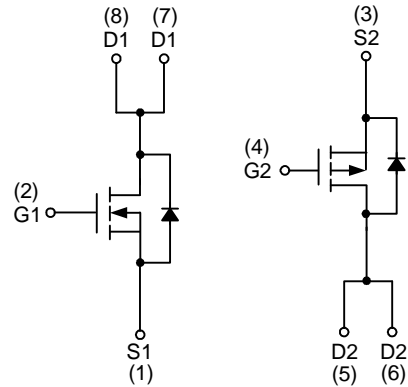 (8) (7)
D1 D1
(2)
G1
S1
(1)
(3)
S2
(4)
G2
D2 D2
(5) (6)